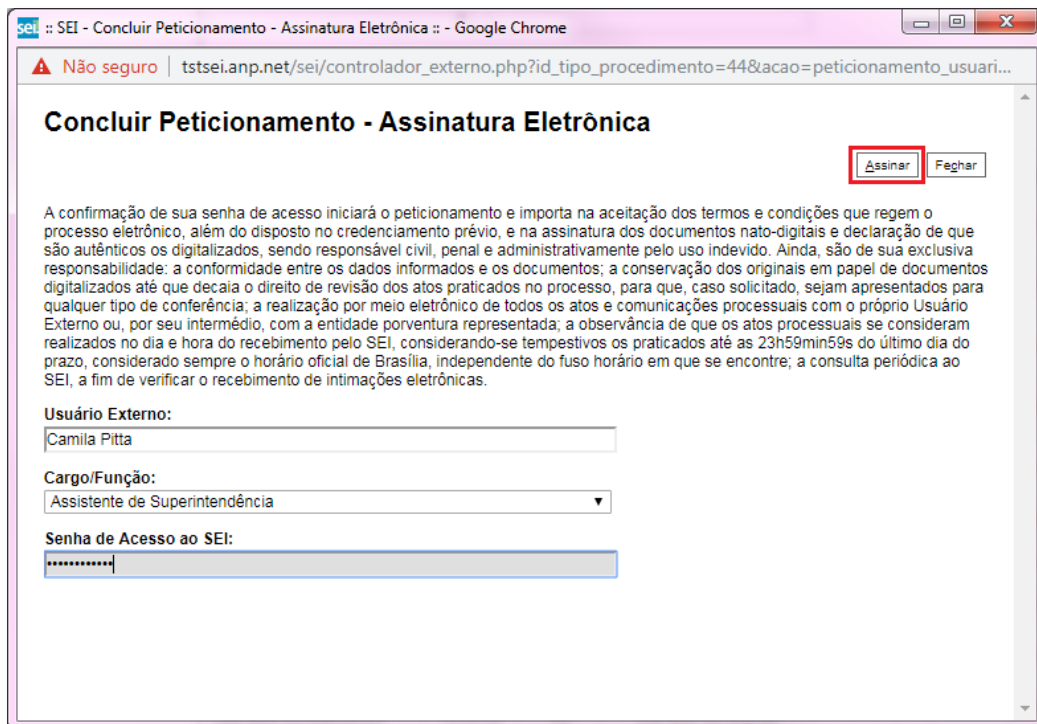 sei! :: SEI - Concluir Peticionamento - Assinatura Eletrônica :: - Google Chrome
Não seguro | tstsei.anp.net/sei/controlador_externo.php?id_tipo_procedimento=44&acao=peticionamento_usuari...
Concluir Peticionamento - Assinatura Eletrônica
Assinar Fechar
A confirmação de sua senha de acesso iniciará o peticionamento e importa na aceitação dos termos e condições que regem o
processo eletrônico, além do disposto no credenciamento prévio, e na assinatura dos documentos nato-digitais e declaração de que
são autênticos os digitalizados, sendo responsável civil, penal e administrativamente pelo uso indevido. Ainda, são de sua exclusiva
responsabilidade: a conformidade entre os dados informados e os documentos; a conservação dos originais em papel de documentos
digitalizados até que decaia o direito de revisão dos atos praticados no processo, para que, caso solicitado, sejam apresentados para
qualquer tipo de conferência; a realização por meio eletrônico de todos os atos e comunicações processuais com o próprio Usuário
Externo ou, por seu intermédio, com a entidade porventura representada; a observância de que os atos processuais se consideram
realizados no dia e hora do recebimento pelo SEI, considerando-se tempestivos os praticados até as 23h59min59s do último dia do
prazo, considerado sempre o horário oficial de Brasília, independente do fuso horário em que se encontre; a consulta periódica ao
SEI, a fim de verificar o recebimento de intimações eletrônicas.
Usuário Externo:
Camila Pitta
Cargo/Função:
Assistente de Superintendência
Senha de Acesso ao SEI:
••••••••••••